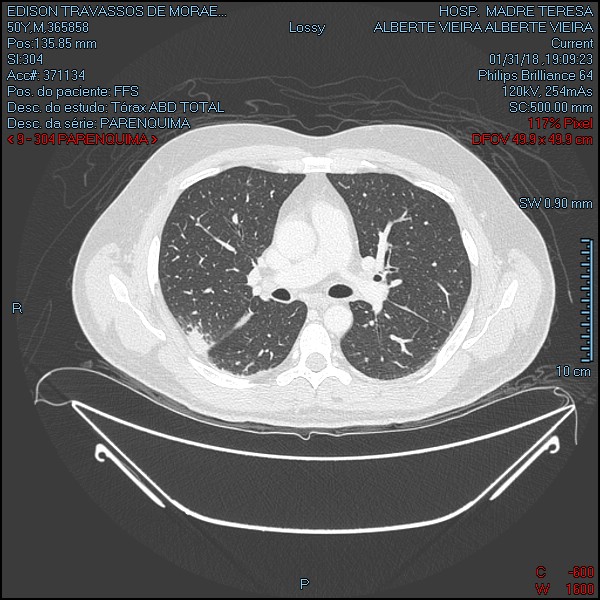 EDISON TRAVASSOS DE MORAE...
50Y,M,365858
Pos:135.85 mm
SI:304
Acc#: 371134
Pos. do paciente: FFS
Desc. do estudo: Tórax ABD TOTAL
Desc. da série: PARENQUIMA
< 9 - 304 PARENQUIMA >
Lossy
HOSP. MADRE TERESA
ALBERTE VIEIRA ALBERTE VIEIRA
Current
01/31/18 ,19:09:23
Philips Brilliance 64
120kV, 254mAs
SC:500.00 mm
117% Pixel
DFOV 49.9 x 49.9 cm
SW 0.90 mm
R
10 cm
P
C -600
W 1600